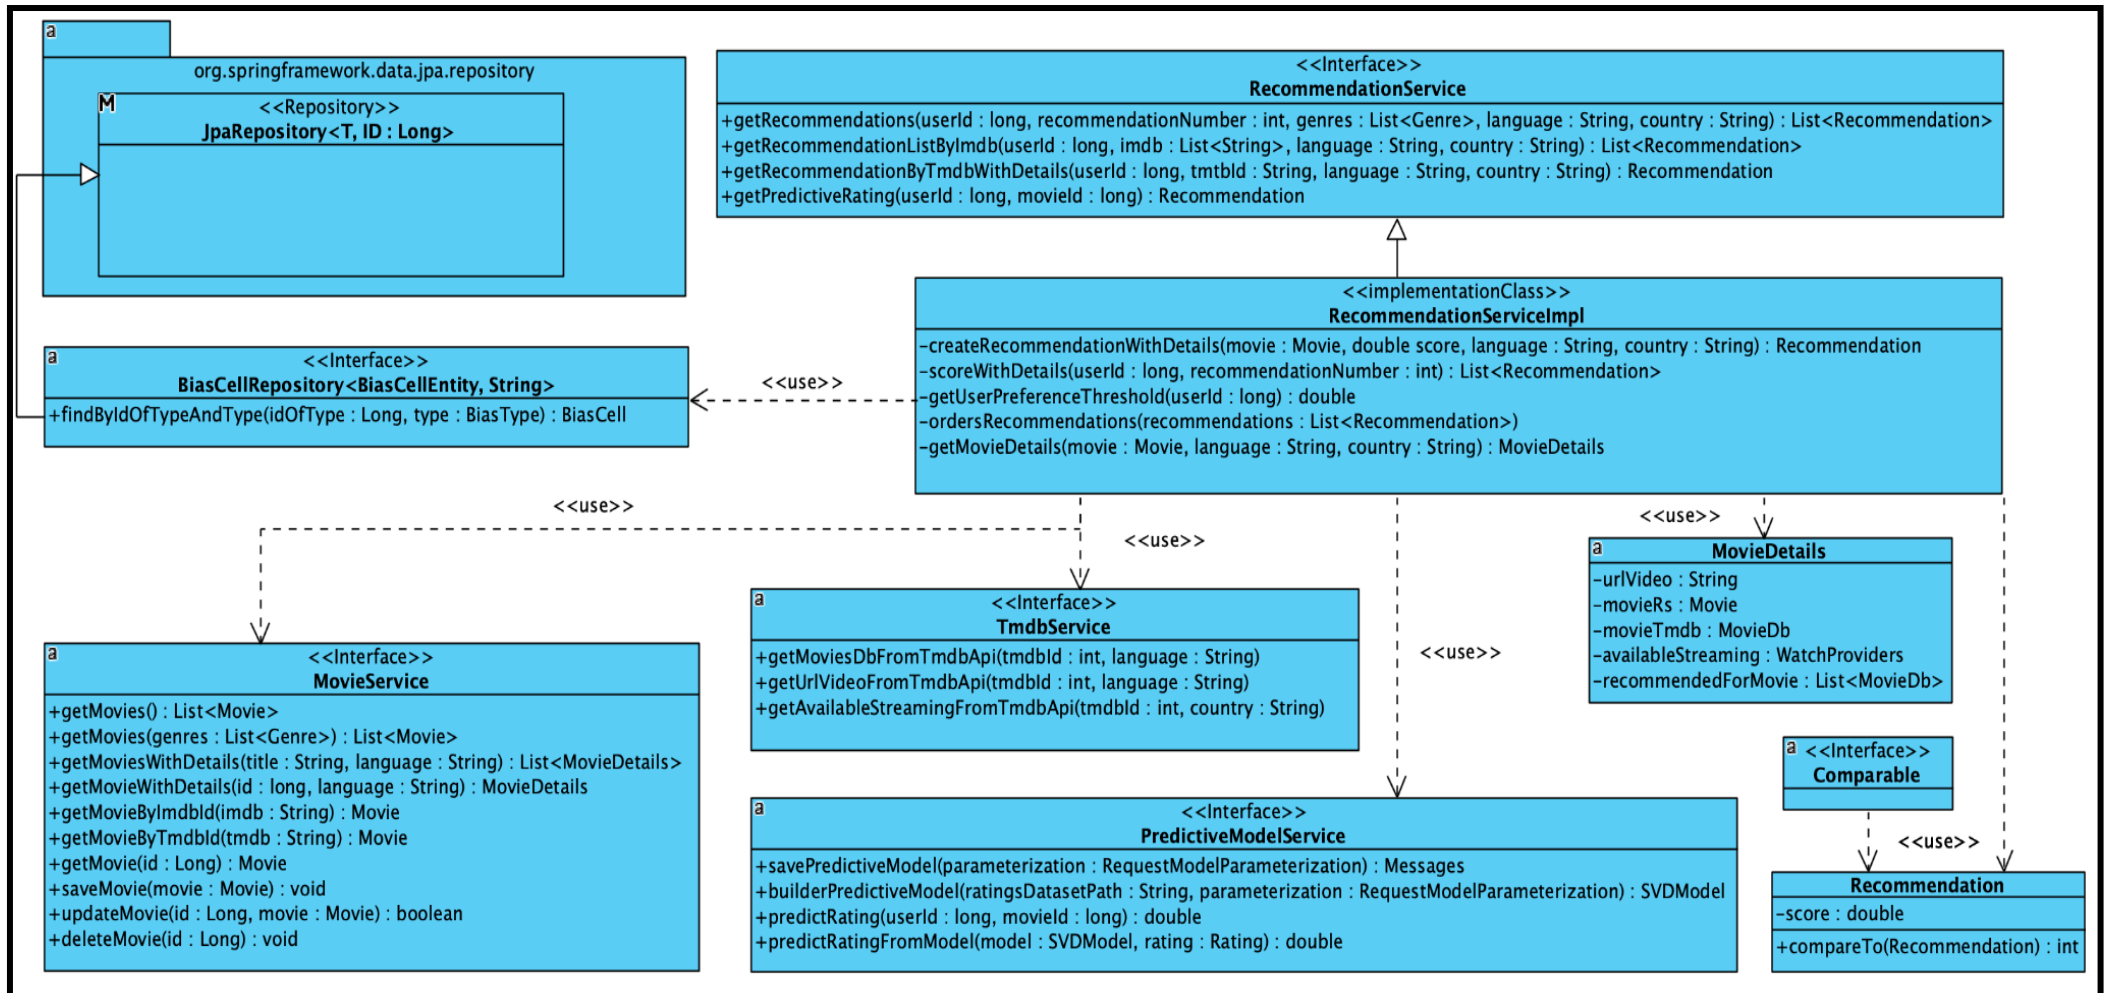 a
org.springframework.data.jpa.repository
M
<<Repository>>
JpaRepository<T, ID : Long>
<<Interface>>
RecommendationService
+getRecommendations(userId : long, recommendationNumber : int, genres : List<Genre>, language : String, country : String) : List<Recommendation>
+getRecommendationListByImdb(userId : long, imdb : List<String>, language : String, country : String) : List<Recommendation>
+getRecommendationByTmdbWithDetails(userId : long, tmtbId : String, language : String, country : String) : Recommendation
+getPredictiveRating(userId : long, movieId : long) : Recommendation
<<implementationClass>>
RecommendationServiceImpl
-createRecommendationWithDetails(movie : Movie, double score, language : String, country : String) : Recommendation
-scoreWithDetails(userId : long, recommendationNumber : int) : List<Recommendation>
-getUserPreferenceThreshold(userId : long) : double
-ordersRecommendations(recommendations : List<Recommendation>)
-getMovieDetails(movie : Movie, language : String, country : String) : MovieDetails
a
<<Interface>>
BiasCellRepository<BiasCellEntity, String>
+findByIdOfTypeAndType(idOfType : Long, type : BiasType) : BiasCell
<<use>>
<<use>>
<<use>>
<<use>>
<<use>>
a
MovieDetails
-urlVideo : String
-movieRs : Movie
-movieTmdb : MovieDb
-availableStreaming : WatchProviders
-recommendedForMovie : List<MovieDb>
a
<<Interface>>
TmdbService
+getMoviesDbFromTmdbApi(tmdbId : int, language : String)
+getUrlVideoFromTmdbApi(tmdbId : int, language : String)
+getAvailableStreamingFromTmdbApi(tmdbId : int, country : String)
a
<<Interface>>
MovieService
+getMovies() : List<Movie>
+getMovies(genres : List<Genre>) : List<Movie>
+getMoviesWithDetails(title : String, language : String) : List<MovieDetails>
+getMovieWithDetails(id : long, language : String) : MovieDetails
+getMovieByImdbId(imdb : String) : Movie
+getMovieByTmdbId(tmdb : String) : Movie
+getMovie(id : Long) : Movie
+saveMovie(movie : Movie) : void
+updateMovie(id : Long, movie : Movie) : boolean
+deleteMovie(id : Long) : void
a
<<Interface>>
PredictiveModelService
+savePredictiveModel(parameterization : RequestModelParameterization) : Messages
+builderPredictiveModel(ratingsDatasetPath : String, parameterization : RequestModelParameterization) : SVDModel
+predictRating(userId : long, movieId : long) : double
+predictRatingFromModel(model : SVDModel, rating : Rating) : double
a
<<Interface>>
Comparable
<<use>>
Recommendation
-score : double
+compareTo(Recommendation) : int